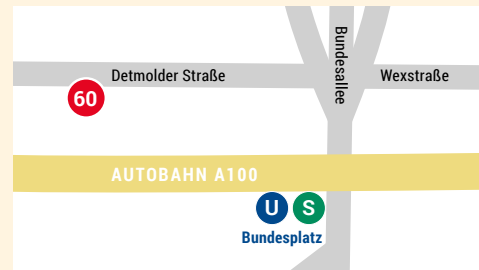 Bundesallee
Detmolder Straße
Wexstraße
60
AUTOBAHN A100
U S
Bundesplatz